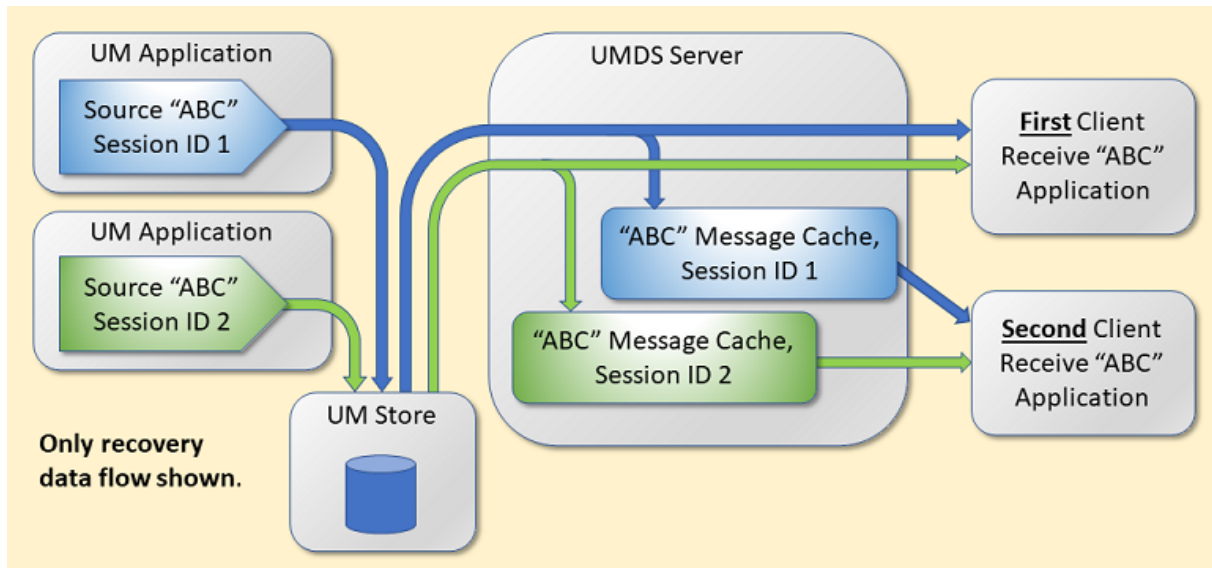 UM Application
Source “ABC”
Session ID 1
UM Application
Source “ABC”
Session ID 2
Only recovery
data flow shown.
UM Store
UMDS Server
“ABC” Message Cache,
Session ID 1
“ABC” Message Cache,
Session ID 2
First Client
Receive “ABC”
Application
Second Client
Receive “ABC”
Application